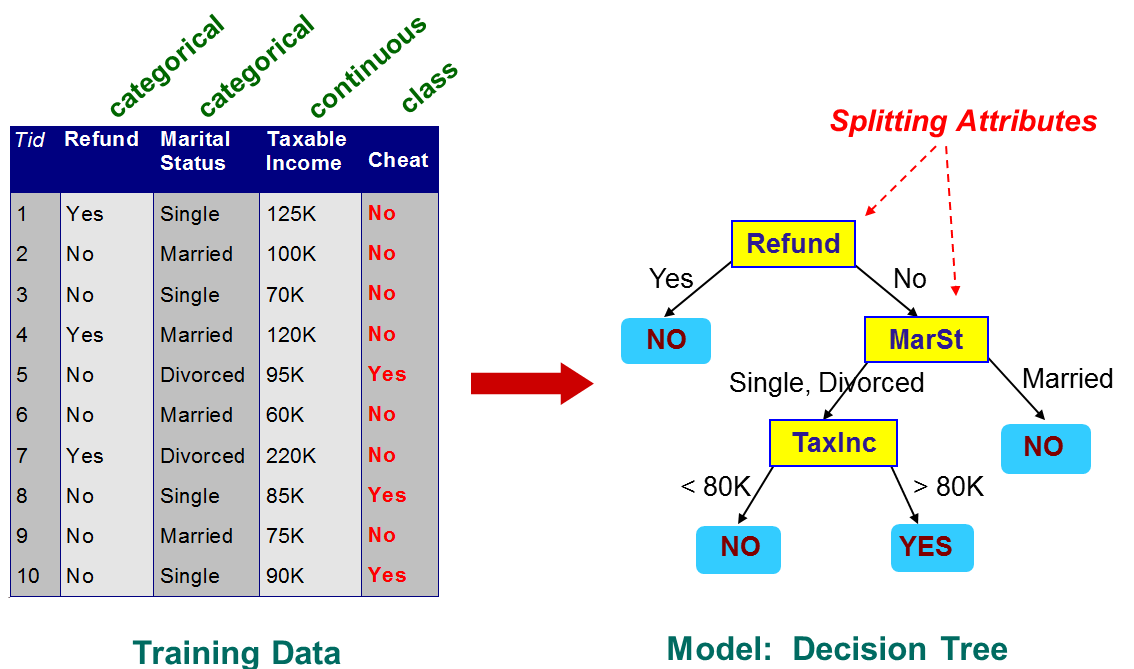 categorical
categorical
continuous
class
Tid Refund Marital Status Taxable Income Cheat
1 Yes Single 125K No
2 No Married 100K No
3 No Single 70K No
4 Yes Married 120K No
5 No Divorced 95K Yes
6 No Married 60K No
7 Yes Divorced 220K No
8 No Single 85K Yes
9 No Married 75K No
10 No Single 90K Yes
Training Data
Splitting Attributes
Refund
Yes No
NO
MarSt
Single, Divorced Married
TaxInc
NO
< 80K > 80K
NO YES
Model: Decision Tree